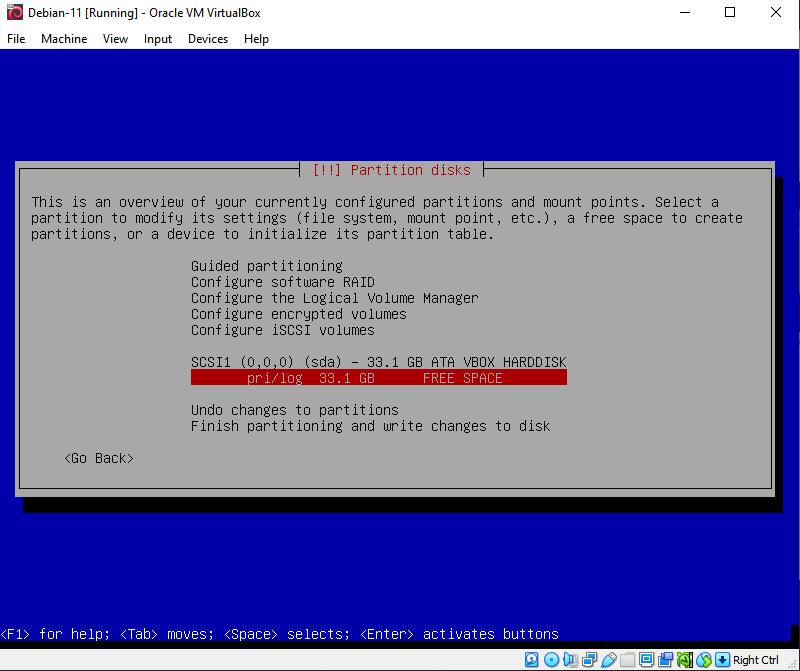 Debian-11 [Running] - Oracle VM VirtualBox
File Machine View Input Devices Help
[!!] Partition disks
This is an overview of your currently configured partitions and mount points. Select a
partition to modify its settings (file system, mount point, etc.), a free space to create
partitions, or a device to initialize its partition table.
Guided partitioning
Configure software RAID
Configure the Logical Volume Manager
Configure encrypted volumes
Configure iSCSI volumes
SCSI1 (0,0,0) (sda) - 33.1 GB ATA VBOX HARDDISK
pri/log 33.1 GB FREE SPACE
Undo changes to partitions
Finish partitioning and write changes to disk
<Go Back>
<F1> for help; <Tab> moves; <Space> selects; <Enter> activates buttons
Right Ctrl